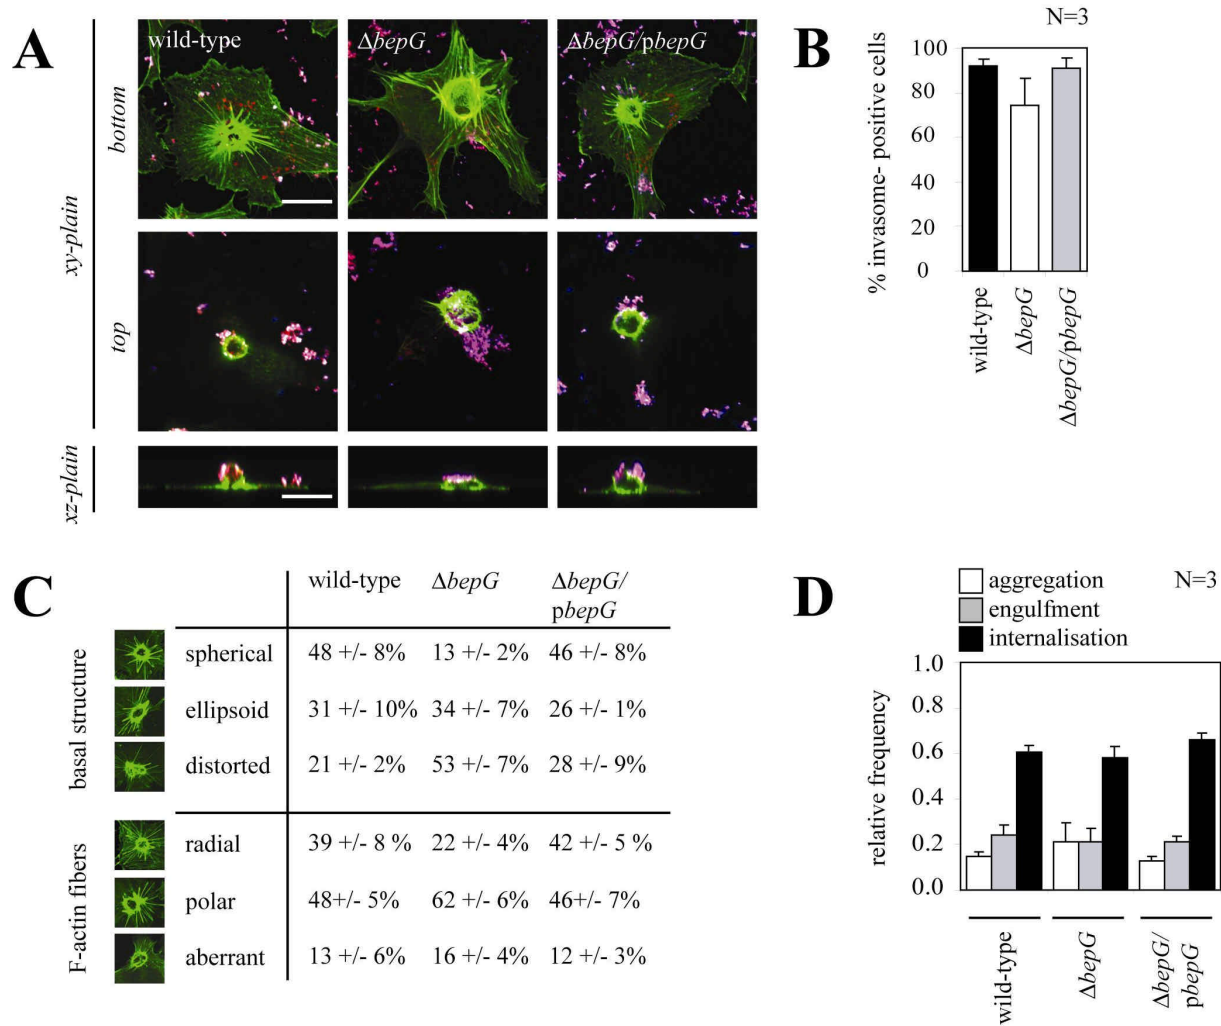 A
wild-type
ΔbepG
ΔbepG/pbepG
bottom
top
xy-plain
xz-plain
B
N=3
% invasome- positive cells
100
80
60
40
20
0
wild-type
ΔbepG
ΔbepG/pbepG
C
wild-type ΔbepG ΔbepG/
pbepG
basal structure
spherical 48 +/- 8% 13 +/- 2% 46 +/- 8%
ellipsoid 31 +/- 10% 34 +/- 7% 26 +/- 1%
distorted 21 +/- 2% 53 +/- 7% 28 +/- 9%
F-actin fibers
radial 39 +/- 8 % 22 +/- 4% 42 +/- 5 %
polar 48+/- 5% 62 +/- 6% 46+/- 7%
aberrant 13 +/- 6% 16 +/- 4% 12 +/- 3%
D
aggregation
engulfment
internalisation
N=3
relative frequency
1.0
0.8
0.6
0.4
0.2
0.0
wild-type
ΔbepG
ΔbepG/
pbepG